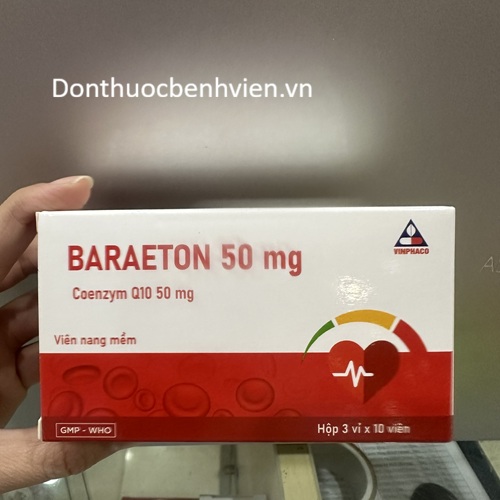 Donthuocbenhvien.vn
VINPHACO
BARAETON 50 mg
Coenzym Q10 50 mg
Viên nang mềm
GMP - WHO
Hộp 3 vỉ x 10 viên